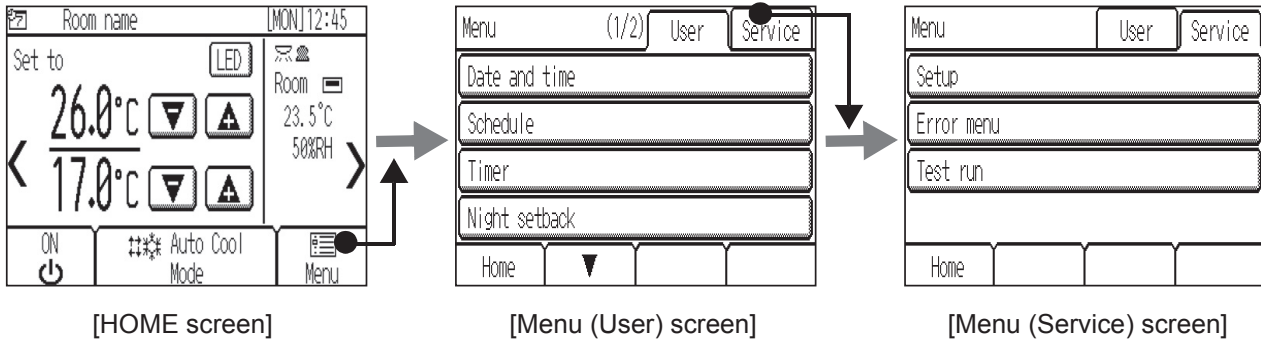 Room name [MON]12:45
Set to LED
Room
26.0°C 23.5°C
50%RH
17.0°C
ON Auto Cool
Mode Menu
[HOME screen]
Menu (1/2) User Service
Date and time
Schedule
Timer
Night setback
Home
[Menu (User) screen]
Menu User Service
Setup
Error menu
Test run
Home
[Menu (Service) screen]